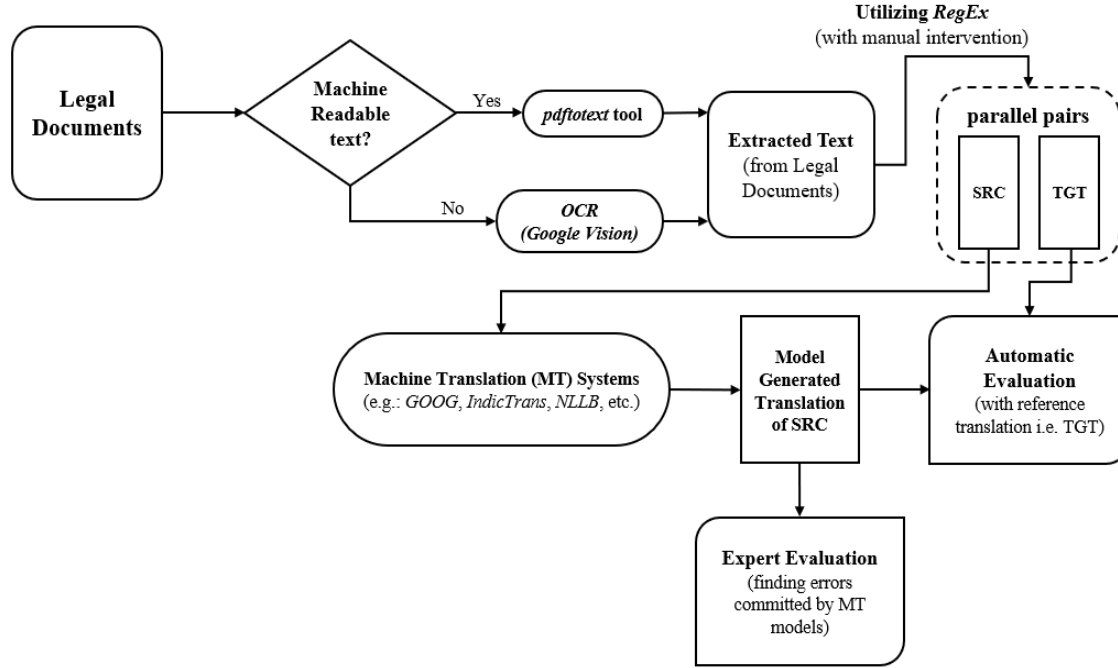 Utilizing RegEx
(with manual intervention)
Legal
Documents
Machine
Readable
text?
Yes
pdftotext tool
No
OCR
(Google Vision)
Extracted Text
(from Legal
Documents)
parallel pairs
SRC
TGT
Machine Translation (MT) Systems
(e.g.: GOOG, IndicTrans, NLLB, etc.)
Model
Generated
Translation
of SRC
Automatic
Evaluation
(with reference
translation i.e. TGT)
Expert Evaluation
(finding errors
committed by MT
models)